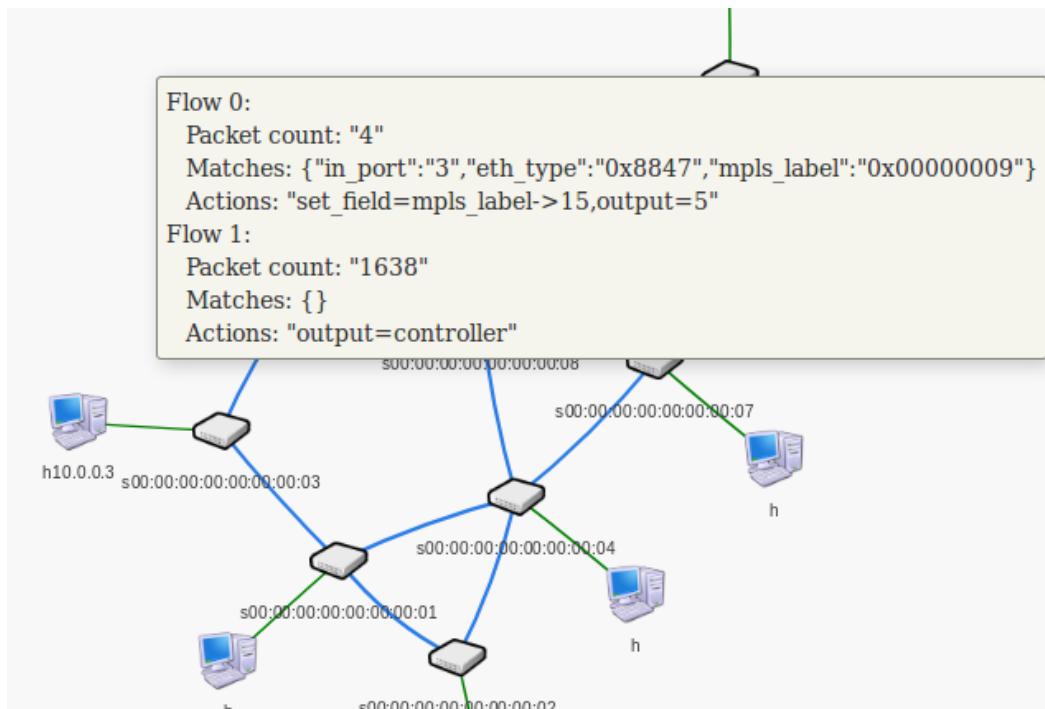 Flow 0:
Packet count: "4"
Matches: {"in_port":"3","eth_type":"0x8847","mpls_label":"0x00000009"}
Actions: "set_field=mpls_label->15,output=5"
Flow 1:
Packet count: "1638"
Matches: {}
Actions: "output=controller"
s00:00:00:00:00:00:00:08
s00:00:00:00:00:00:00:07
h10.0.0.3
s00:00:00:00:00:00:00:03
h
s00:00:00:00:00:00:00:04
s00:00:00:00:00:00:00:01
h
s00:00:00:00:00:00:00:02